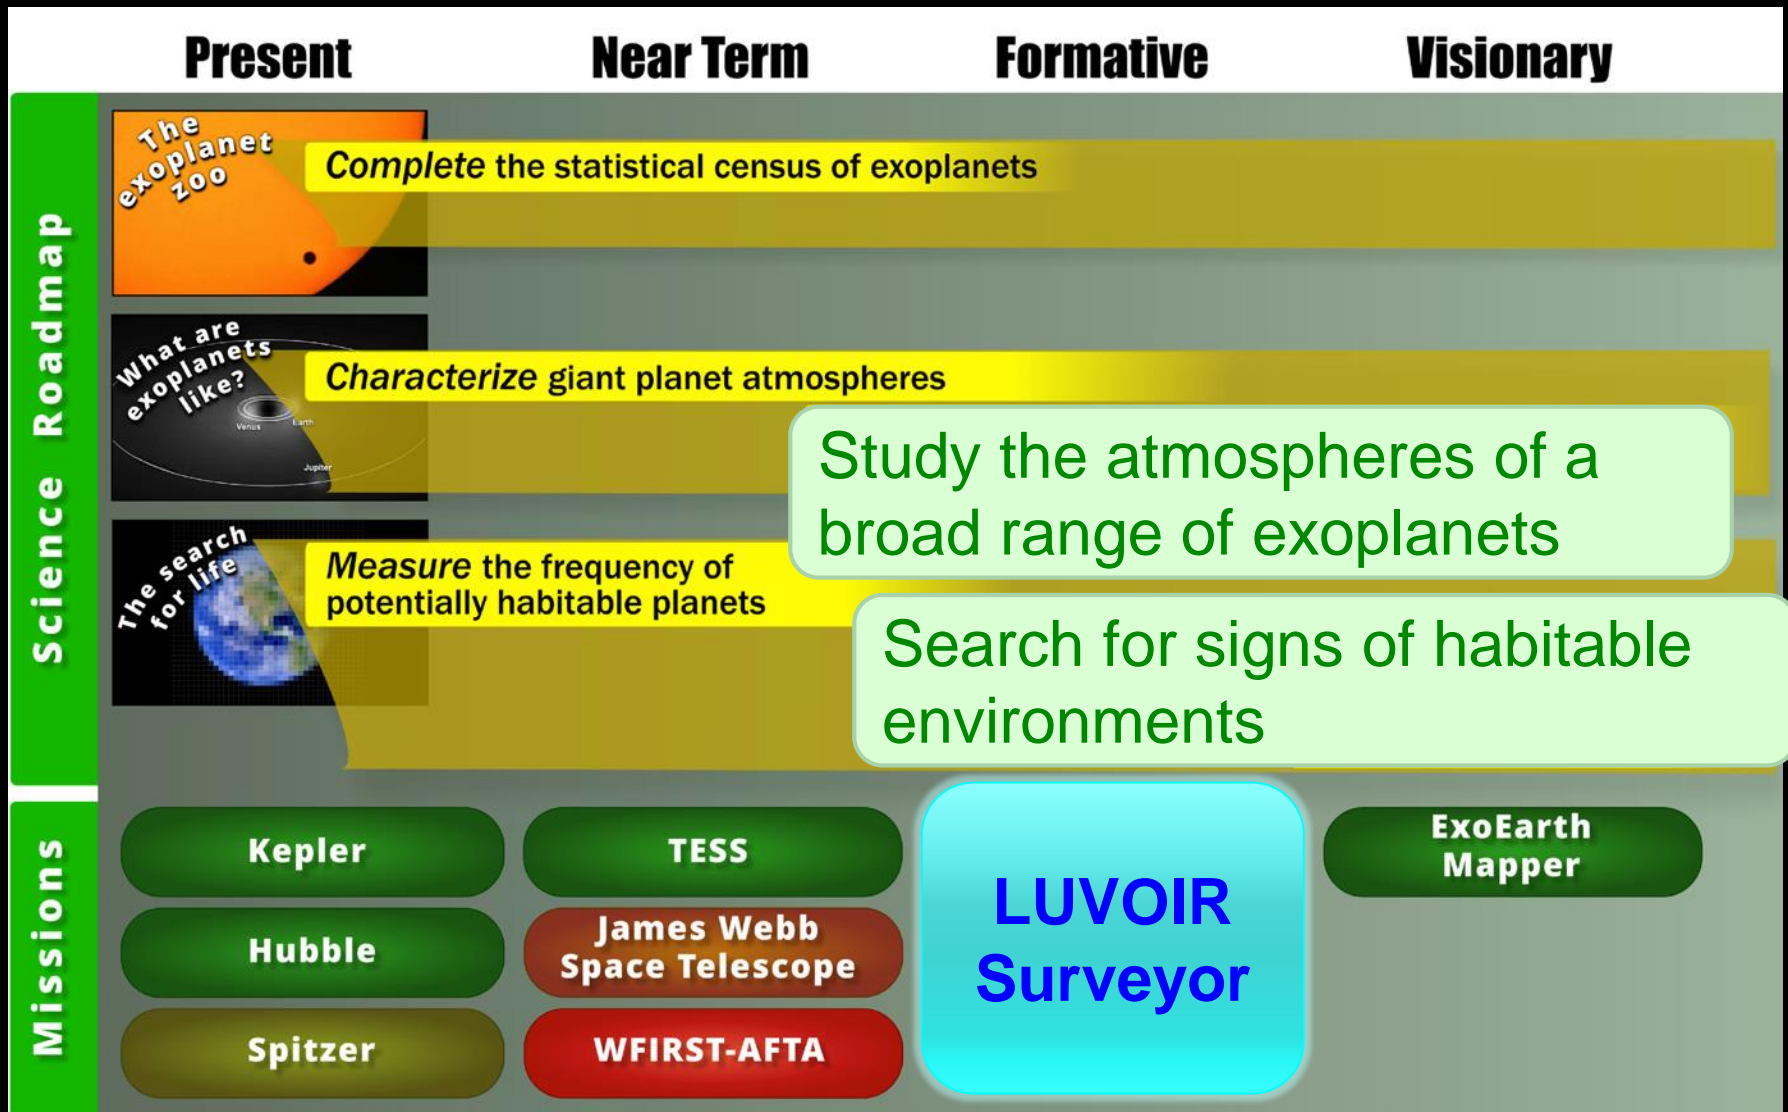 Present Near Term Formative Visionary
Science Roadmap
The
exoplanet
zoo
Complete the statistical census of exoplanets
What are
exoplanets
like?
Venus
Earth
Jupiter
Characterize giant planet atmospheres
Study the atmospheres of a
broad range of exoplanets
The search
for life
Measure the frequency of
potentially habitable planets
Search for signs of habitable
environments
Missions
Kepler
Hubble
Spitzer
TESS
James Webb
Space Telescope
WFIRST-AFTA
LUVOIR
Surveyor
ExoEarth
Mapper